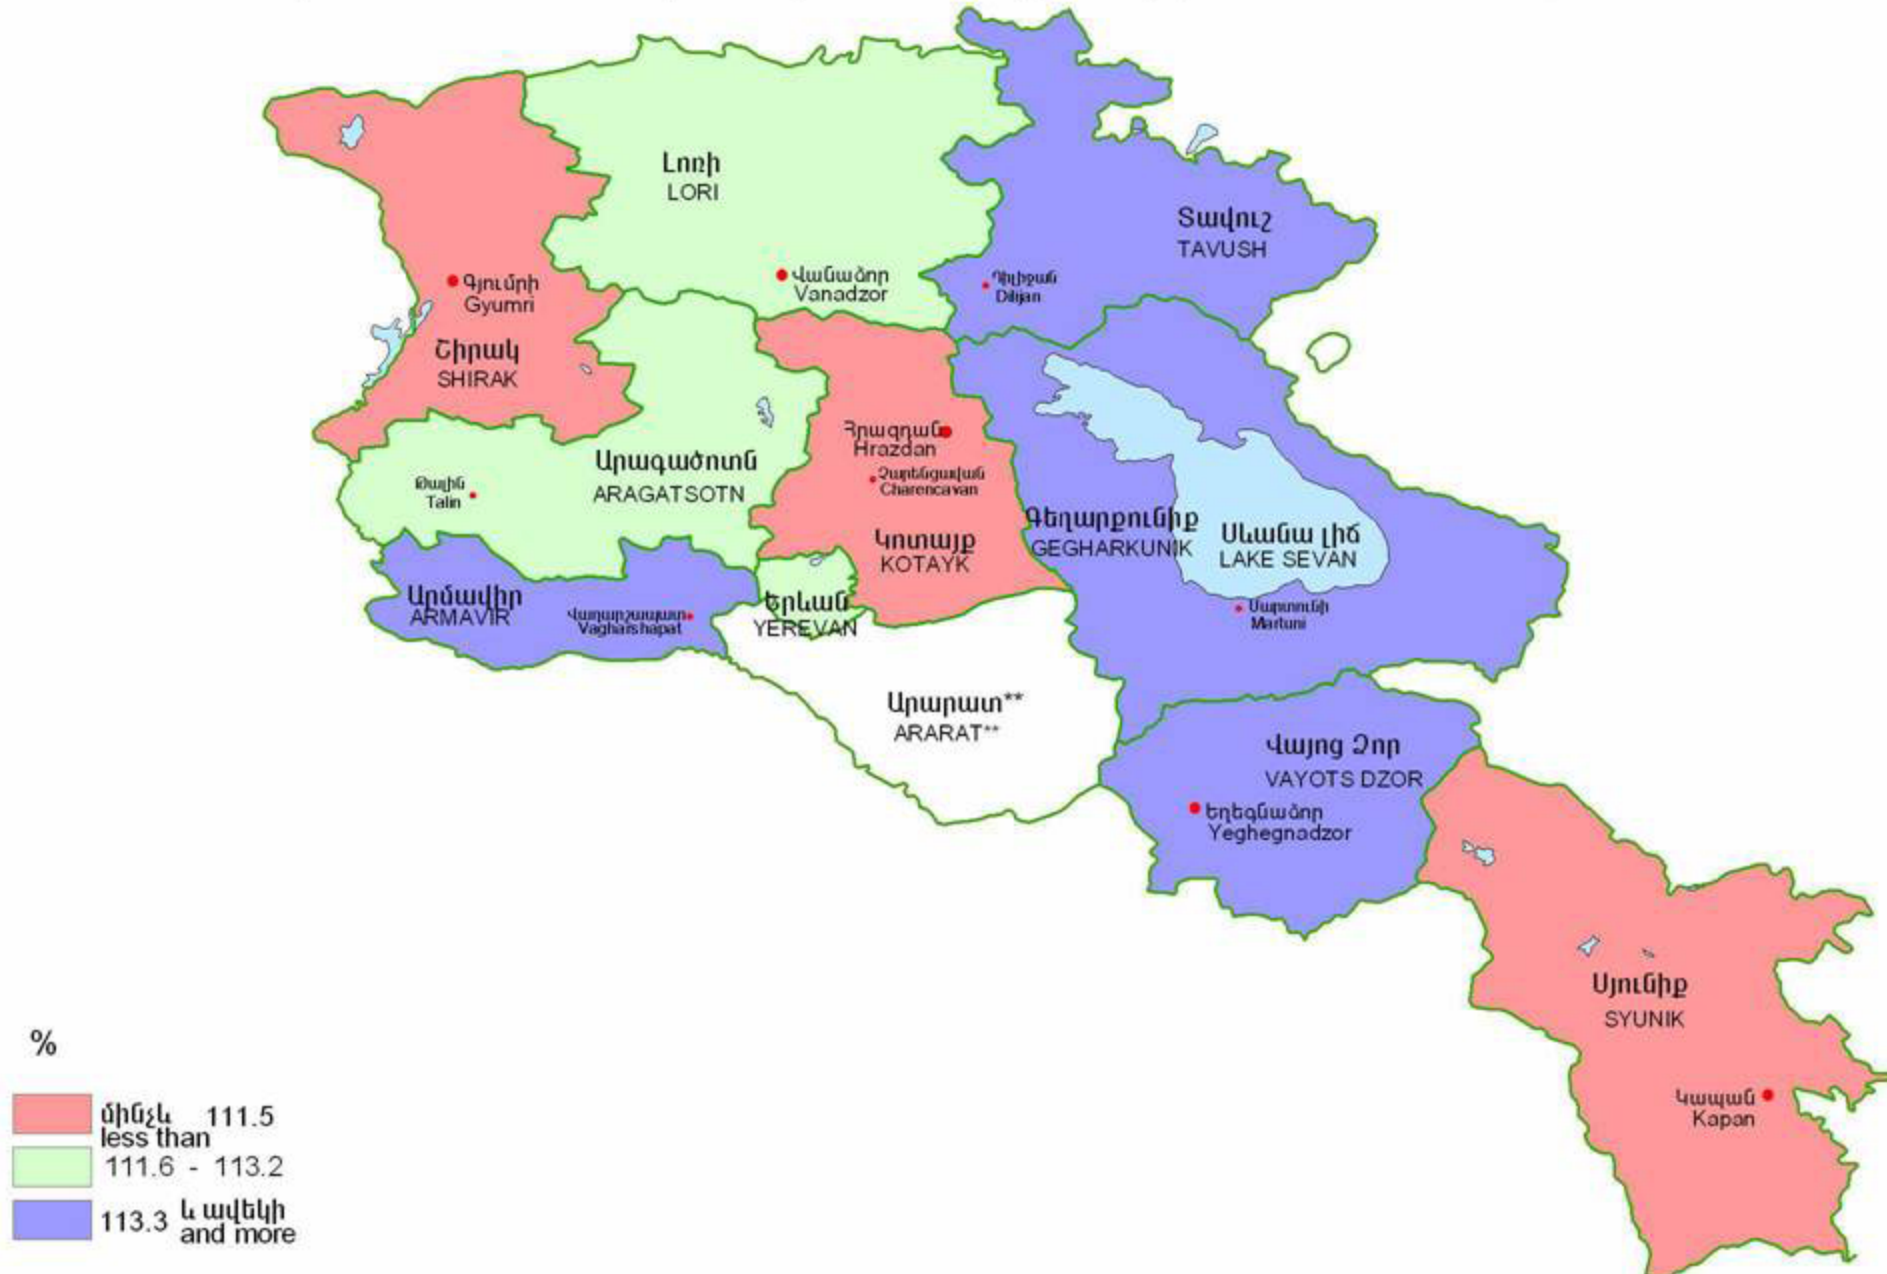 Լոռի
LORI
Տավուշ
TAVUSH
Գյումրի
Gyumri
Վանաձոր
Vanadzor
Դիլիջան
Dilijan
Շիրակ
SHIRAK
Հրազդան
Hrazdan
Չարենցավան
Charencavan
Թալին
Talin
Արագածոտն
ARAGATSOTN
Կոտայք
KOTAYK
Գեղարքունիք
GEGHARKUNIK
Սևանա լիճ
LAKE SEVAN
Արմավիր
ARMAVIR
Վաղարշապատ
Vagharshapat
Երևան
YEREVAN
Մարտունի
Martuni
Արարատ**
ARARAT**
Վայոց Ձոր
VAYOTS DZOR
Եղեգնաձոր
Yeghegnadzor
Սյունիք
SYUNIK
Կապան
Kapan
%
մինչև 111.5
less than
111.6 - 113.2
113.3 և ավեկի
and more